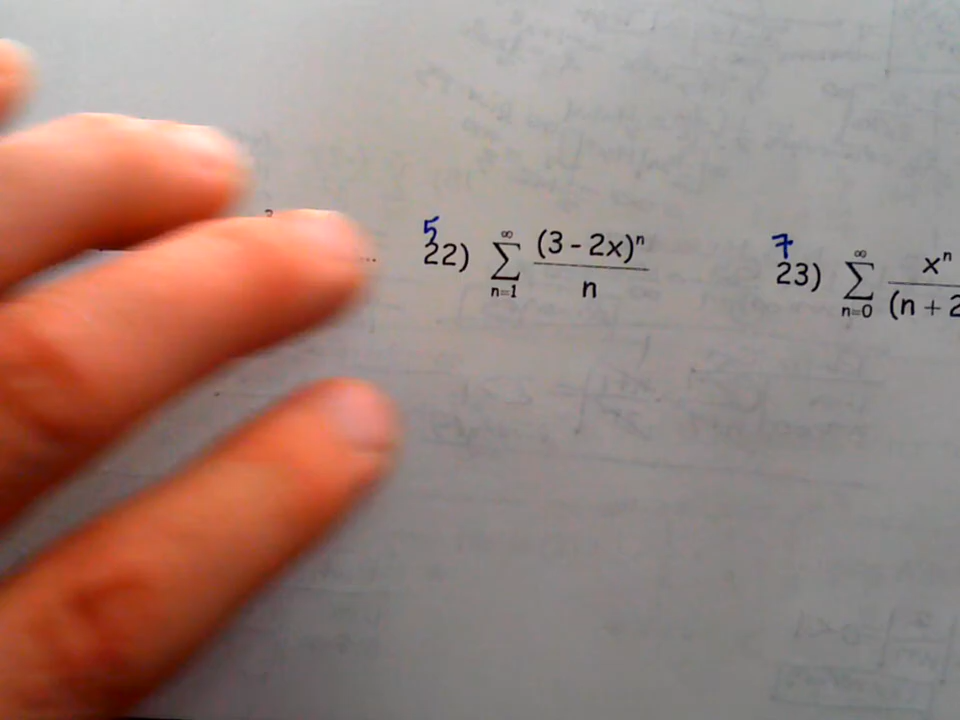 5 7
22) ∞ ∑ n=1 (3 - 2x)ⁿ / n 23) ∞ ∑ n=0 xⁿ / (n + 2